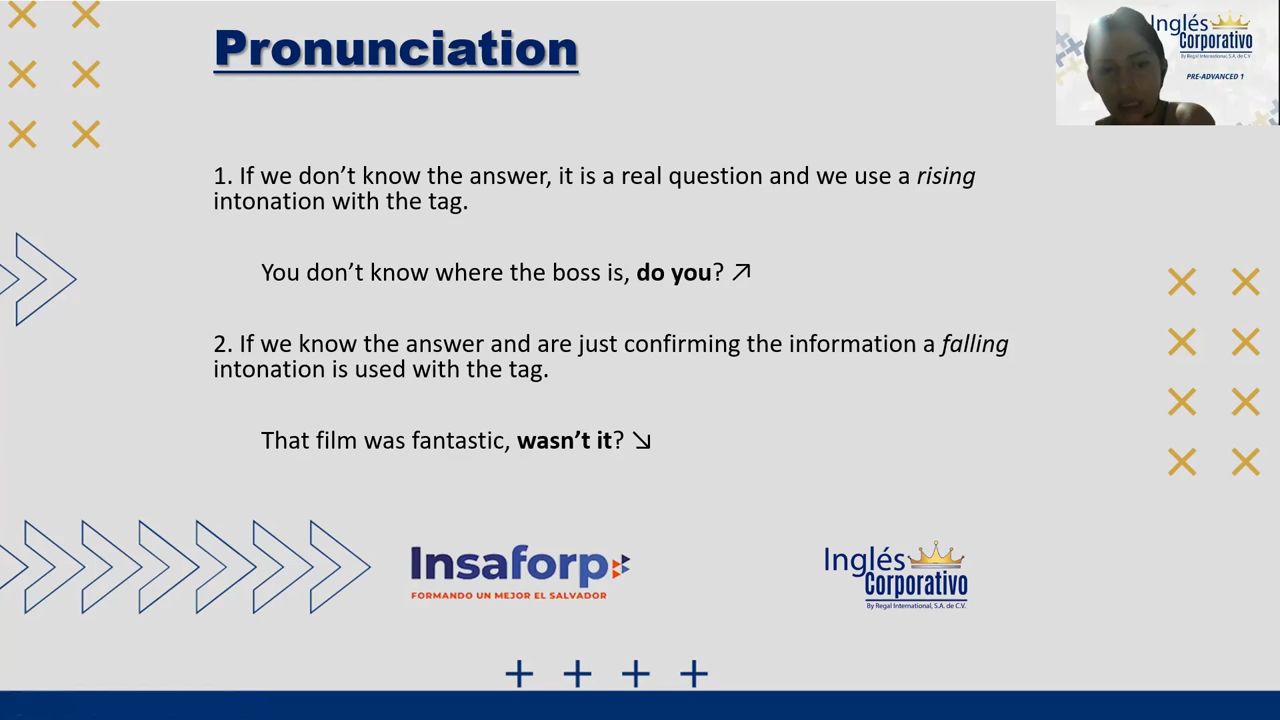 Pronunciation
Inglés
Corporativo
By Regal International, S.A. de C.V.
PRE-ADVANCED 1
1. If we don’t know the answer, it is a real question and we use a rising
intonation with the tag.
You don’t know where the boss is, do you? ↗
2. If we know the answer and are just confirming the information a falling
intonation is used with the tag.
That film was fantastic, wasn’t it? ↘
Insaforp
FORMANDO UN MEJOR EL SALVADOR
Inglés
Corporativo
By Regal International, S.A. de C.V.